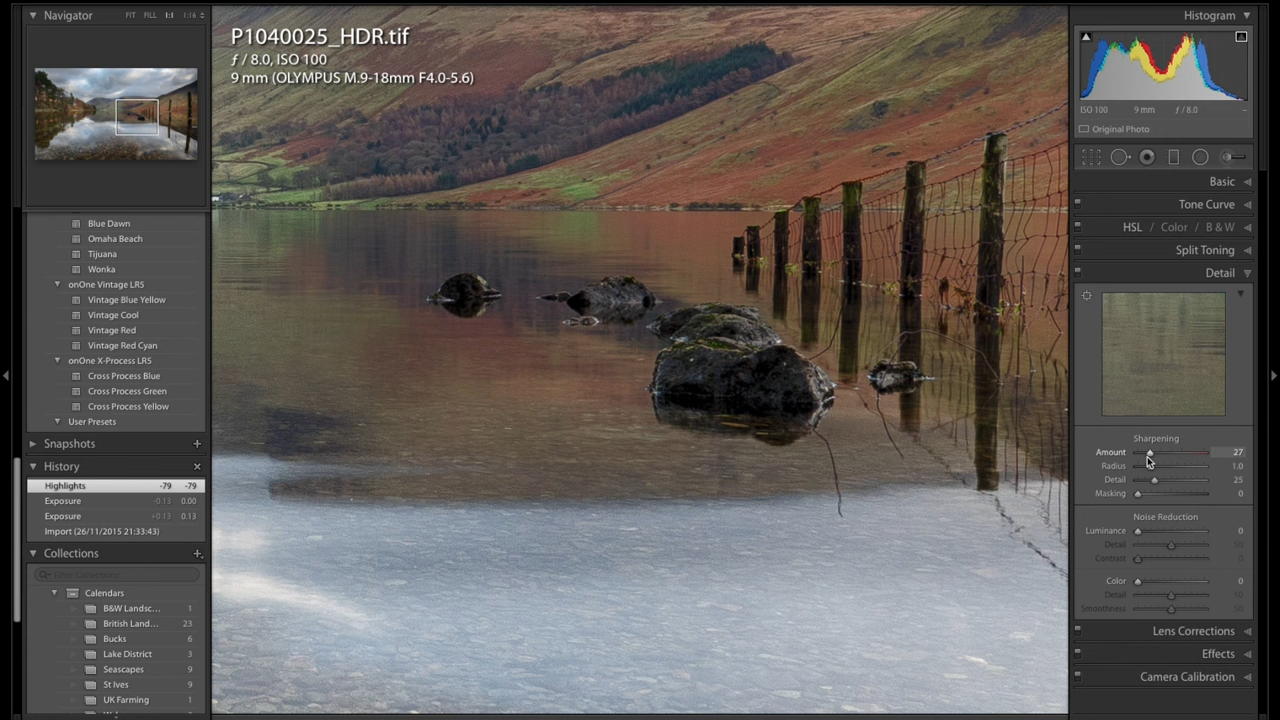 Navigator
FIT FILL 1:1 1:16
Blue Dawn
Omaha Beach
Tijuana
Wonka
onOne Vintage LR5
Vintage Blue Yellow
Vintage Cool
Vintage Red
Vintage Red Cyan
onOne X-Process LR5
Cross Process Blue
Cross Process Green
Cross Process Yellow
User Presets
Snapshots
History
Highlights -79 -79
Exposure -0.13 0.00
Exposure +0.13 0.13
Import (26/11/2015 21:33:43)
Collections
Filter Collections
Calendars
B&W Landsc... 1
British Land... 23
Bucks 6
Lake District 3
Seascapes 9
St Ives 9
UK Farming 1
P1040025_HDR.tif
ƒ / 8.0, ISO 100
9 mm (OLYMPUS M.9-18mm F4.0-5.6)
Histogram
ISO 100 9 mm ƒ / 8.0 –
Original Photo
Basic
Tone Curve
HSL / Color / B & W
Split Toning
Detail
Sharpening
Amount 27
Radius 1.0
Detail 25
Masking 0
Noise Reduction
Luminance 0
Detail 50
Contrast 0
Color 0
Detail 50
Smoothness 50
Lens Corrections
Effects
Camera Calibration